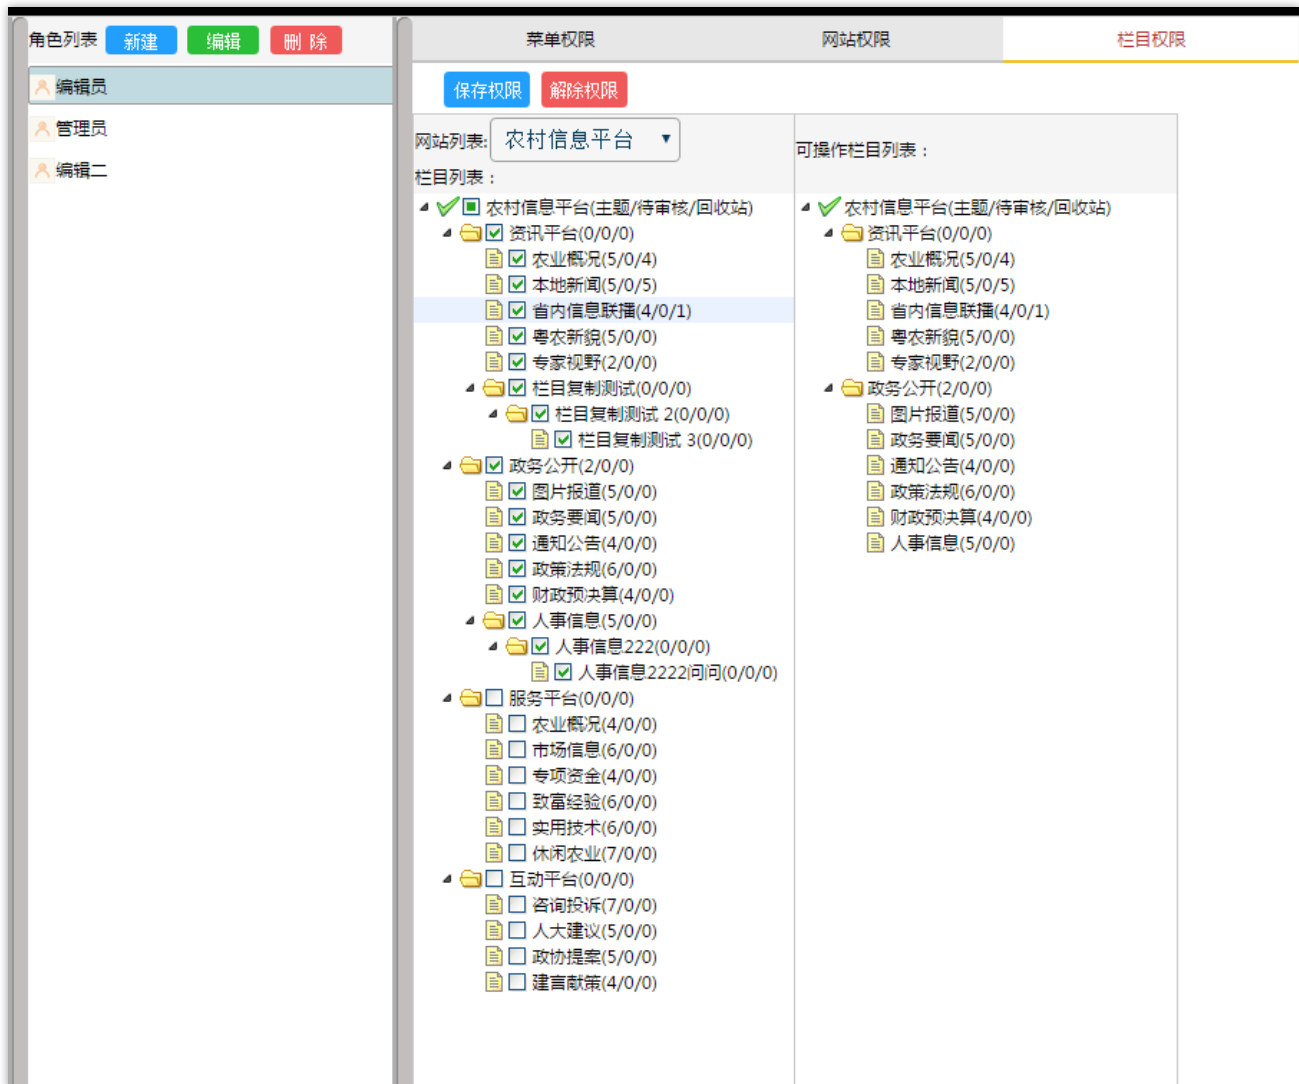 角色列表 新建 编辑 删 除
编辑员
管理员
编辑二
菜单权限 网站权限 栏目权限
保存权限 解除权限
网站列表: 农村信息平台
栏目列表：
农村信息平台(主题/待审核/回收站)
资讯平台(0/0/0)
农业概况(5/0/4)
本地新闻(5/0/5)
省内信息联播(4/0/1)
粤农新貌(5/0/0)
专家视野(2/0/0)
栏目复制测试(0/0/0)
栏目复制测试 2(0/0/0)
栏目复制测试 3(0/0/0)
政务公开(2/0/0)
图片报道(5/0/0)
政务要闻(5/0/0)
通知公告(4/0/0)
政策法规(6/0/0)
财政预决算(4/0/0)
人事信息(5/0/0)
人事信息222(0/0/0)
人事信息2222问问(0/0/0)
服务平台(0/0/0)
农业概况(4/0/0)
市场信息(6/0/0)
专项资金(4/0/0)
致富经验(6/0/0)
实用技术(6/0/0)
休闲农业(7/0/0)
互动平台(0/0/0)
咨询投诉(7/0/0)
人大建议(5/0/0)
政协提案(5/0/0)
建言献策(4/0/0)
可操作栏目列表：
农村信息平台(主题/待审核/回收站)
资讯平台(0/0/0)
农业概况(5/0/4)
本地新闻(5/0/5)
省内信息联播(4/0/1)
粤农新貌(5/0/0)
专家视野(2/0/0)
政务公开(2/0/0)
图片报道(5/0/0)
政务要闻(5/0/0)
通知公告(4/0/0)
政策法规(6/0/0)
财政预决算(4/0/0)
人事信息(5/0/0)